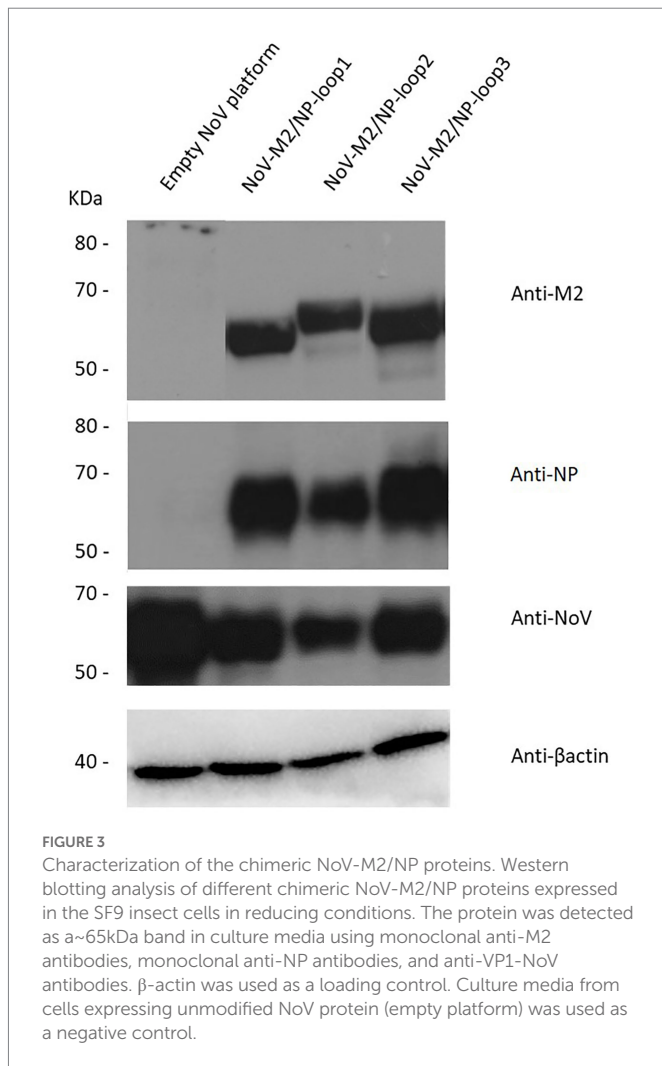 Empty NoV platform
NoV-M2/NP-loop1
NoV-M2/NP-loop2
NoV-M2/NP-loop3
KDa
80 -
70 -
50 -
Anti-M2
80 -
70 -
50 -
Anti-NP
70 -
50 -
Anti-NoV
40 -
Anti-βactin
FIGURE 3
Characterization of the chimeric NoV-M2/NP proteins. Western
blotting analysis of different chimeric NoV-M2/NP proteins expressed
in the SF9 insect cells in reducing conditions. The protein was detected
as a~65kDa band in culture media using monoclonal anti-M2
antibodies, monoclonal anti-NP antibodies, and anti-VP1-NoV
antibodies. β-actin was used as a loading control. Culture media from
cells expressing unmodified NoV protein (empty platform) was used as
a negative control.